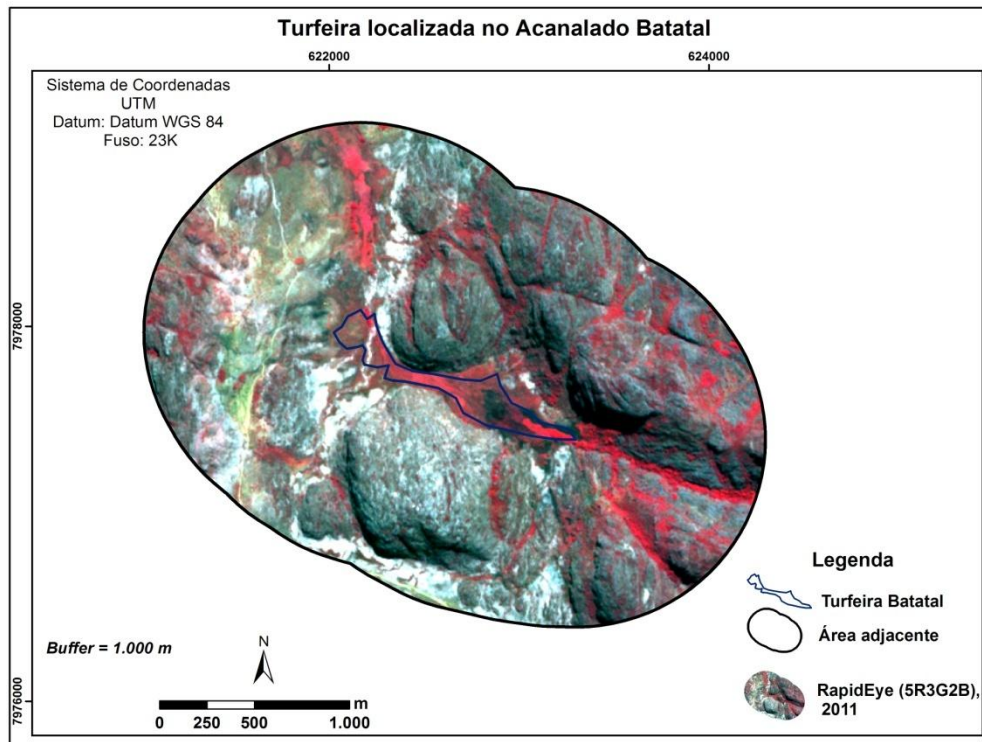 Turfeira localizada no Acanalado Batatal
622000
624000
Sistema de Coordenadas
UTM
Datum: Datum WGS 84
Fuso: 23K
7978000
7976000
Legenda
Turfeira Batatal
Área adjacente
RapidEye (5R3G2B),
2011
Buffer = 1.000 m
N
m
0 250 500 1.000